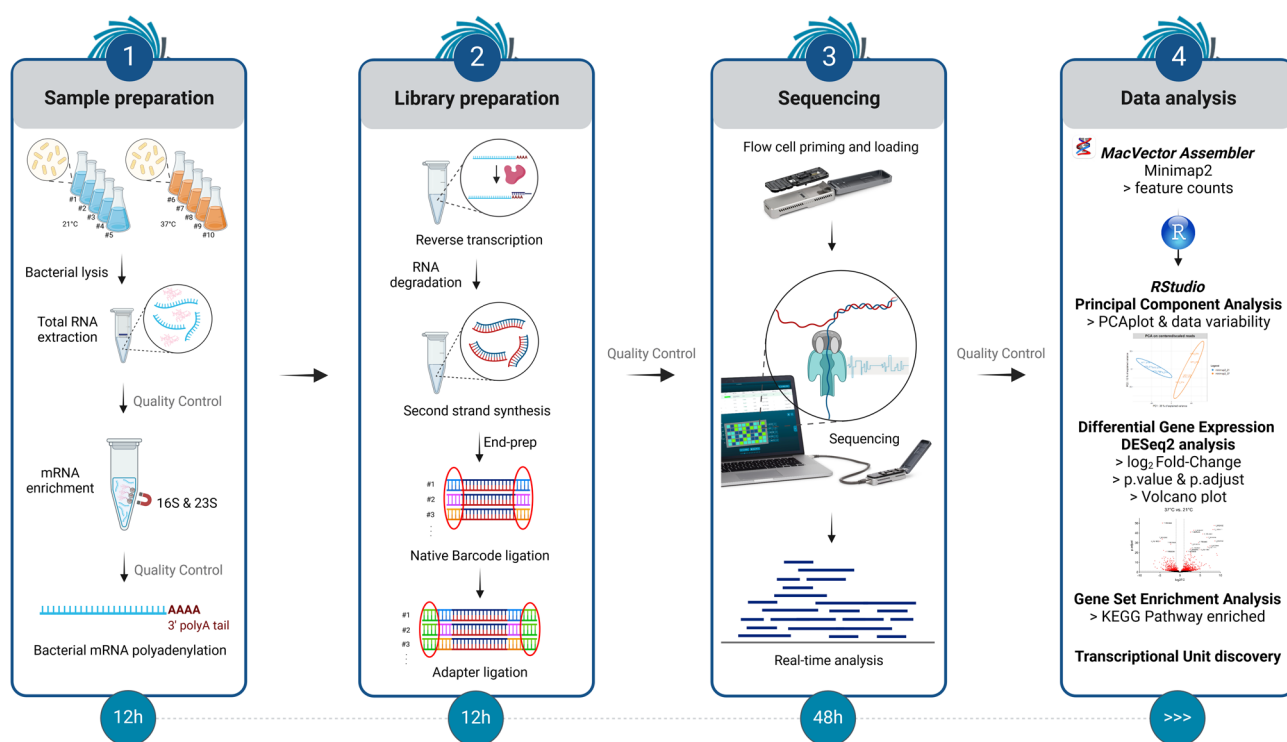 1
Sample preparation
#1
#2
#3
#4
#5
21°C
#6
#7
#8
#9
#10
37°C
Bacterial lysis
Total RNA
extraction
Quality Control
mRNA
enrichment
16S & 23S
Quality Control
AAAA
3' polyA tail
Bacterial mRNA polyadenylation
12h
2
Library preparation
AAAA
AAAA
Reverse transcription
RNA
degradation
Second strand synthesis
End-prep
#1
#2
#3
Native Barcode ligation
#1
#2
#3
Adapter ligation
12h
Quality Control
3
Sequencing
Flow cell priming and loading
Sequencing
Real-time analysis
48h
Quality Control
4
Data analysis
MacVector Assembler
Minimap2
> feature counts
R
RStudio
Principal Component Analysis
> PCAplot & data variability
Differential Gene Expression
DESeq2 analysis
> log₂ Fold-Change
> p.value & p.adjust
> Volcano plot
37°C vs. 21°C
Gene Set Enrichment Analysis
> KEGG Pathway enriched
Transcriptional Unit discovery
>>>